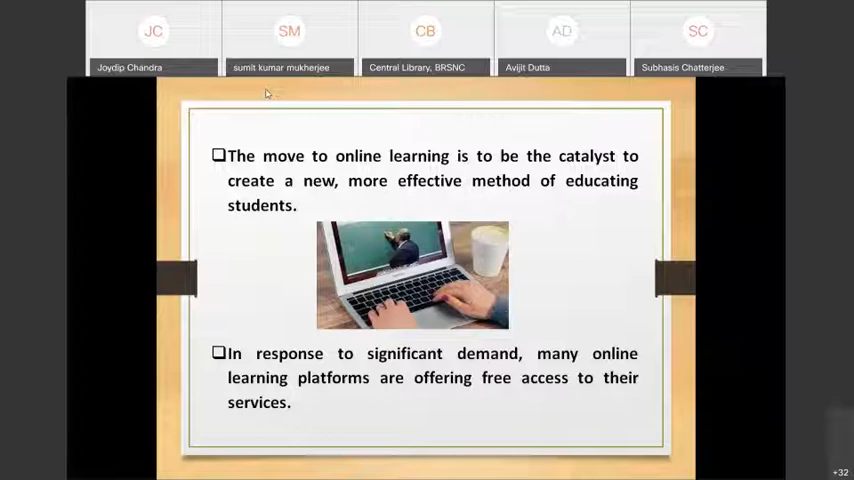 JC
SM
CB
AD
SC
Joydip Chandra
sumit kumar mukherjee
Central Library, BRSNC
Avijit Dutta
Subhasis Chatterjee
❑The move to online learning is to be the catalyst to
create a new, more effective method of educating
students.
❑In response to significant demand, many online
learning platforms are offering free access to their
services.
+32